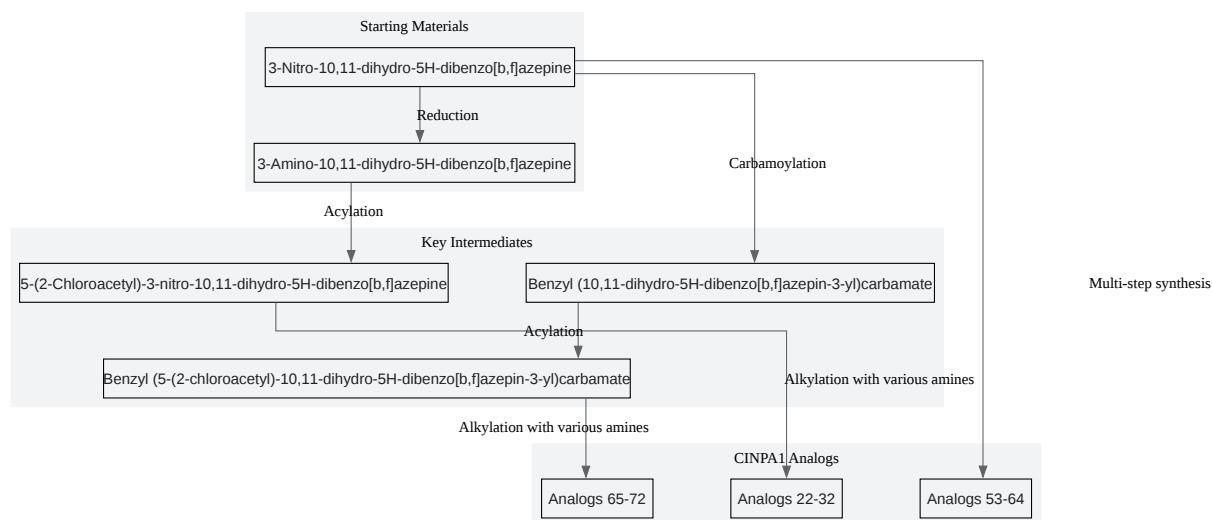 Starting Materials
3-Nitro-10,11-dihydro-5H-dibenzo[b,f]azepine
Reduction
3-Amino-10,11-dihydro-5H-dibenzo[b,f]azepine
Carbamoylation
Acylation
Key Intermediates
5-(2-Chloroacetyl)-3-nitro-10,11-dihydro-5H-dibenzo[b,f]azepine
Benzyl (10,11-dihydro-5H-dibenzo[b,f]azepin-3-yl)carbamate
Multi-step synthesis
Acylation
Benzyl (5-(2-chloroacetyl)-10,11-dihydro-5H-dibenzo[b,f]azepin-3-yl)carbamate
Alkylation with various amines
Alkylation with various amines
CINPA1 Analogs
Analogs 65-72
Analogs 22-32
Analogs 53-64